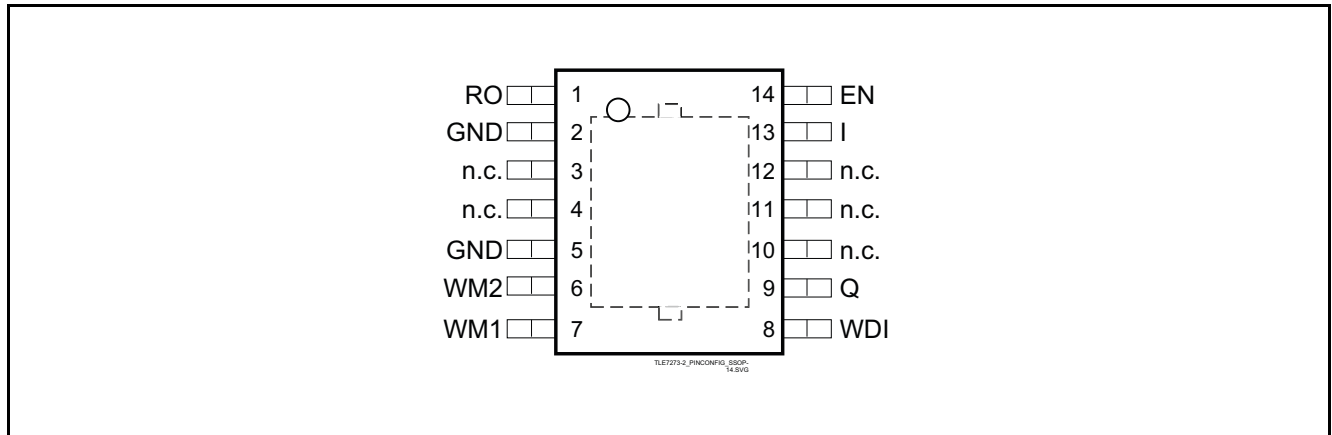 RO 1 14 EN
GND 2 13 I
n.c. 3 12 n.c.
n.c. 4 11 n.c.
GND 5 10 n.c.
WM2 6 9 Q
WM1 7 8 WDI
TLE7273-2_PINCONFIG_SSOP-
14.SVG